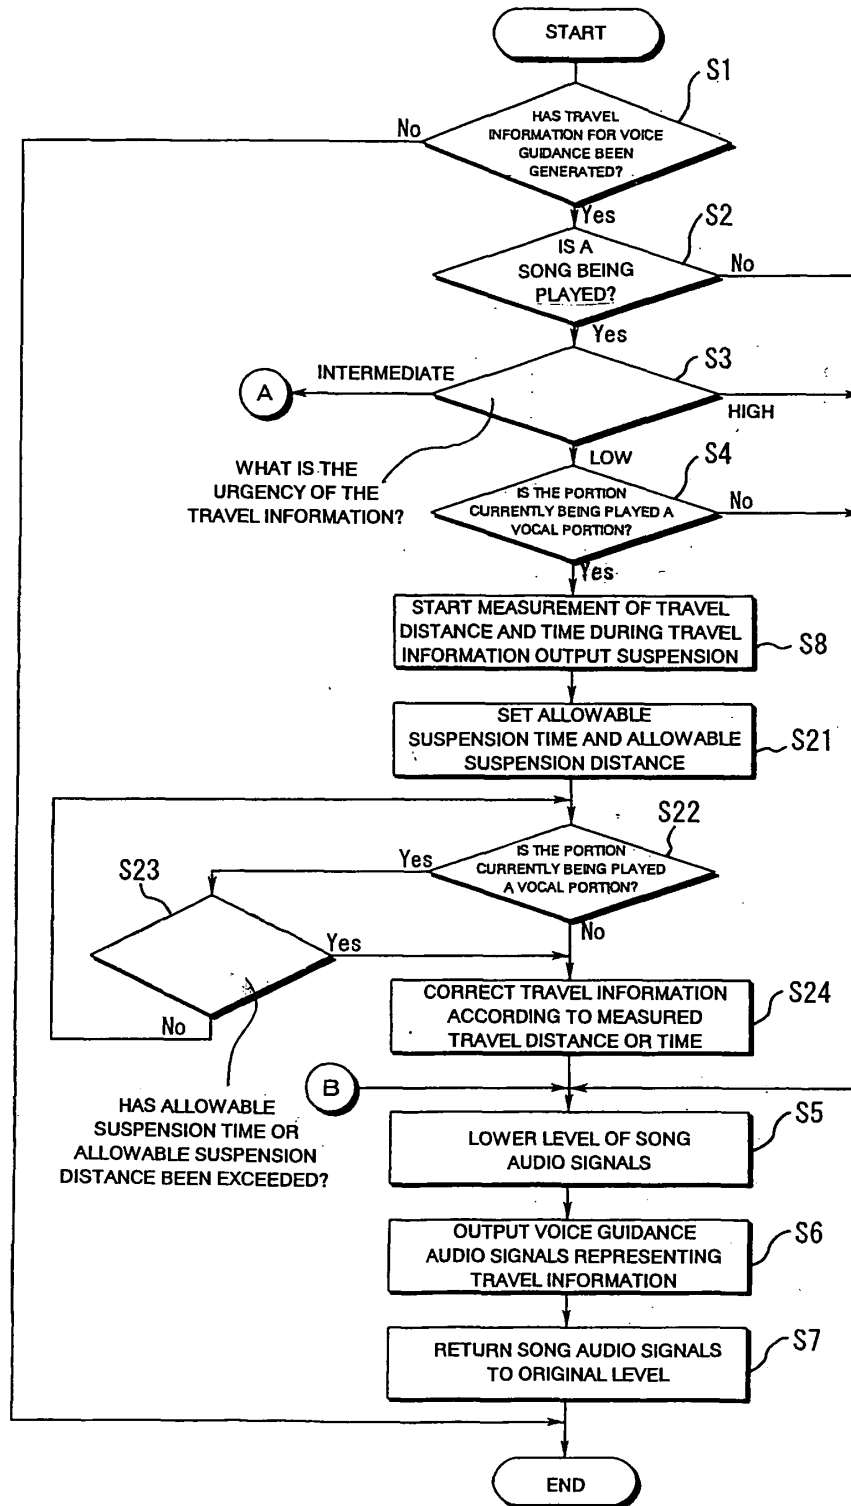 START
S1
No
HAS TRAVEL
INFORMATION FOR VOICE
GUIDANCE BEEN
GENERATED?
Yes
S2
IS A
SONG BEING
PLAYED?
No
Yes
S3
INTERMEDIATE
A
HIGH
WHAT IS THE
URGENCY OF THE
TRAVEL INFORMATION?
LOW
S4
IS THE PORTION
CURRENTLY BEING PLAYED A
VOCAL PORTION?
No
Yes
START MEASUREMENT OF TRAVEL
DISTANCE AND TIME DURING TRAVEL
INFORMATION OUTPUT SUSPENSION
S8
SET ALLOWABLE
SUSPENSION TIME AND ALLOWABLE
SUSPENSION DISTANCE
S21
S22
IS THE PORTION
CURRENTLY BEING PLAYED
A VOCAL PORTION?
Yes
S23
No
Yes
No
CORRECT TRAVEL INFORMATION
ACCORDING TO MEASURED
TRAVEL DISTANCE OR TIME
S24
B
HAS ALLOWABLE
SUSPENSION TIME OR
ALLOWABLE SUSPENSION
DISTANCE BEEN EXCEEDED?
LOWER LEVEL OF SONG
AUDIO SIGNALS
S5
OUTPUT VOICE GUIDANCE
AUDIO SIGNALS REPRESENTING
TRAVEL INFORMATION
S6
RETURN SONG AUDIO SIGNALS
TO ORIGINAL LEVEL
S7
END